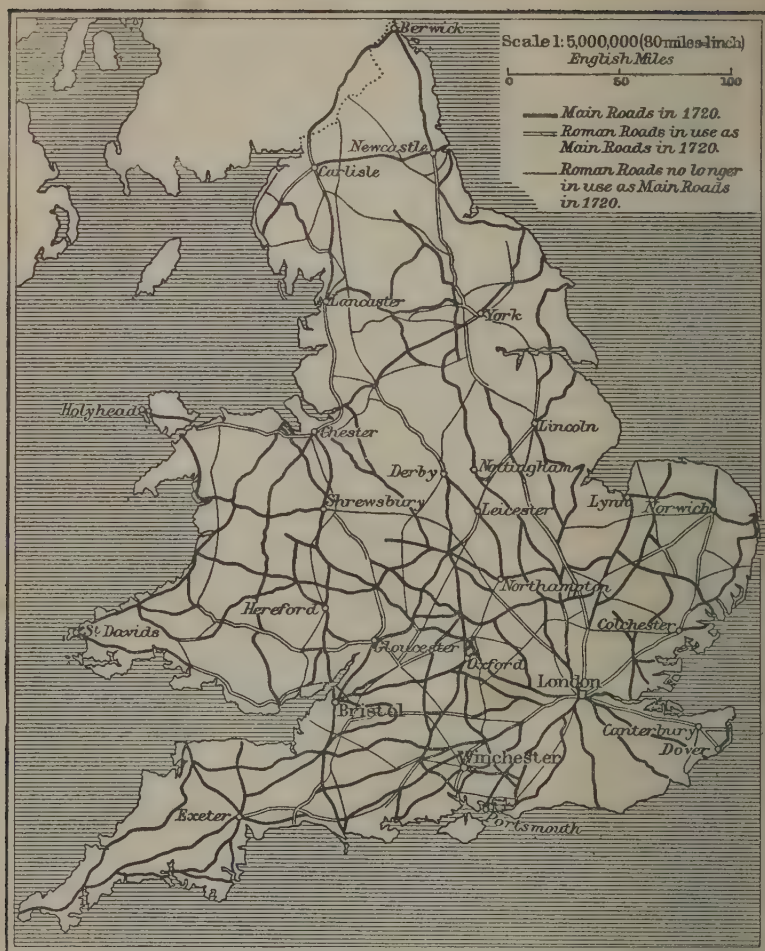 Berwick
Scale 1: 5,000,000 (80 miles=1 inch)
English Miles
0 50 100
Main Roads in 1720.
Roman Roads in use as
Main Roads in 1720.
Roman Roads no longer
in use as Main Roads
in 1720.
Newcastle
Carlisle
Lancaster
York
Holyhead
Chester
Lincoln
Derby
Nottingham
Shrewsbury
Leicester
Lynn
Norwich
Northampton
Hereford
St Davids
Gloucester
Colchester
Oxford
London
Bristol
Canterbury
Dover
Winchester
Exeter
Portsmouth